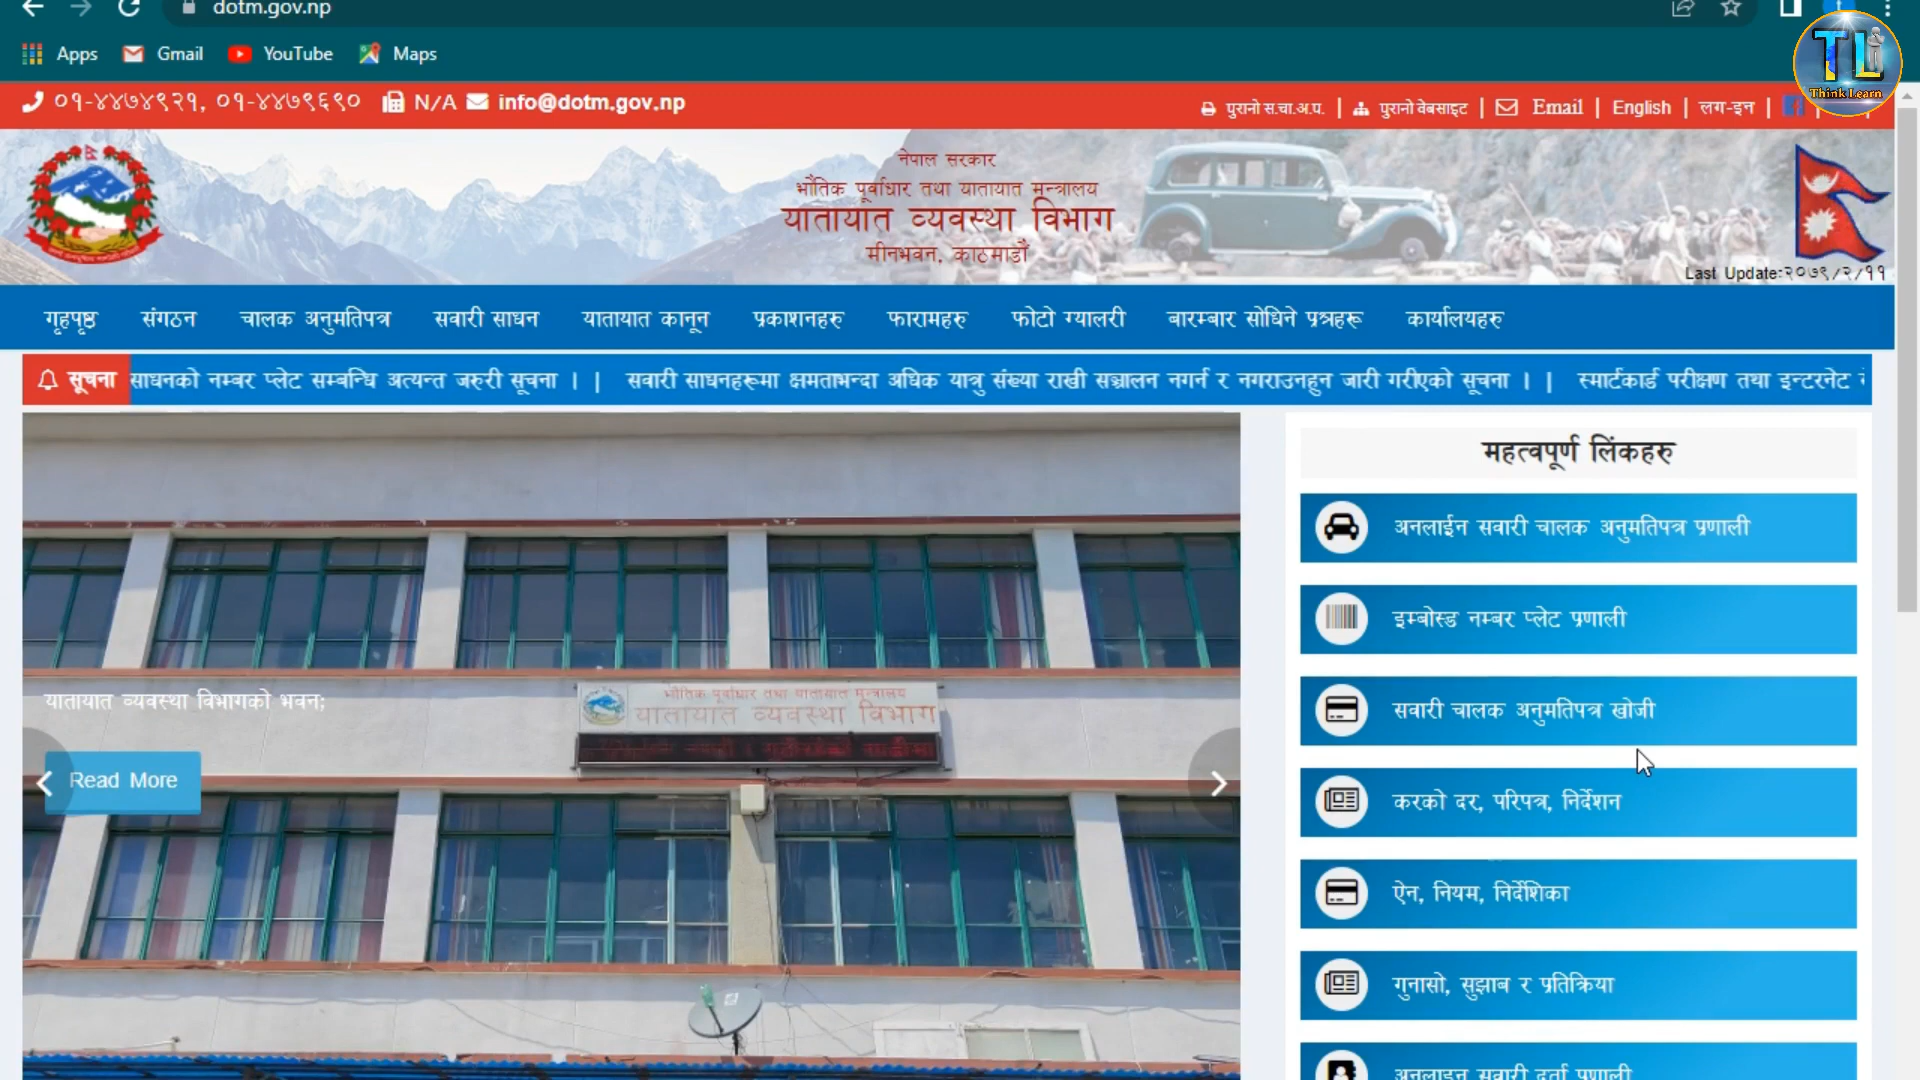 dotm.gov.np
Apps Gmail YouTube Maps
TL
Think Learn
०१-४४७४९२१, ०१-४४७९६९० N/A info@dotm.gov.np
पुरानो स.चा.अ.प. | पुरानो वेबसाइट | Email | English | लग-इन |
नेपाल सरकार
भौतिक पूर्वाधार तथा यातायात मन्त्रालय
यातायात व्यवस्था विभाग
मीनभवन, काठमाडौं
Last Update:२०७९/२/११
गृहपृष्ठ संगठन चालक अनुमतिपत्र सवारी साधन यातायात कानून प्रकाशनहरु फारामहरु फोटो ग्यालरी बारम्बार सोधिने प्रश्नहरू कार्यालयहरु
सूचना साधनको नम्बर प्लेट सम्बन्धि अत्यन्त जरुरी सूचना । | सवारी साधनहरूमा क्षमताभन्दा अधिक यात्रु संख्या राखी सञ्चालन नगर्न र नगराउनहुन जारी गरीएको सूचना । | स्मार्टकार्ड परीक्षण तथा इन्टरनेट
महत्वपूर्ण लिंकहरु
अनलाईन सवारी चालक अनुमतिपत्र प्रणाली
इम्बोस्ड नम्बर प्लेट प्रणाली
सवारी चालक अनुमतिपत्र खोजी
करको दर, परिपत्र, निर्देशन
ऐन, नियम, निर्देशिका
गुनासो, सुझाब र प्रतिक्रिया
अनलाइन सवारी दर्ता प्रणाली
भौतिक पूर्वाधार तथा यातायात मन्त्रालय
यातायात व्यवस्था विभाग
यातायात व्यवस्था विभागको भवन;
Read More